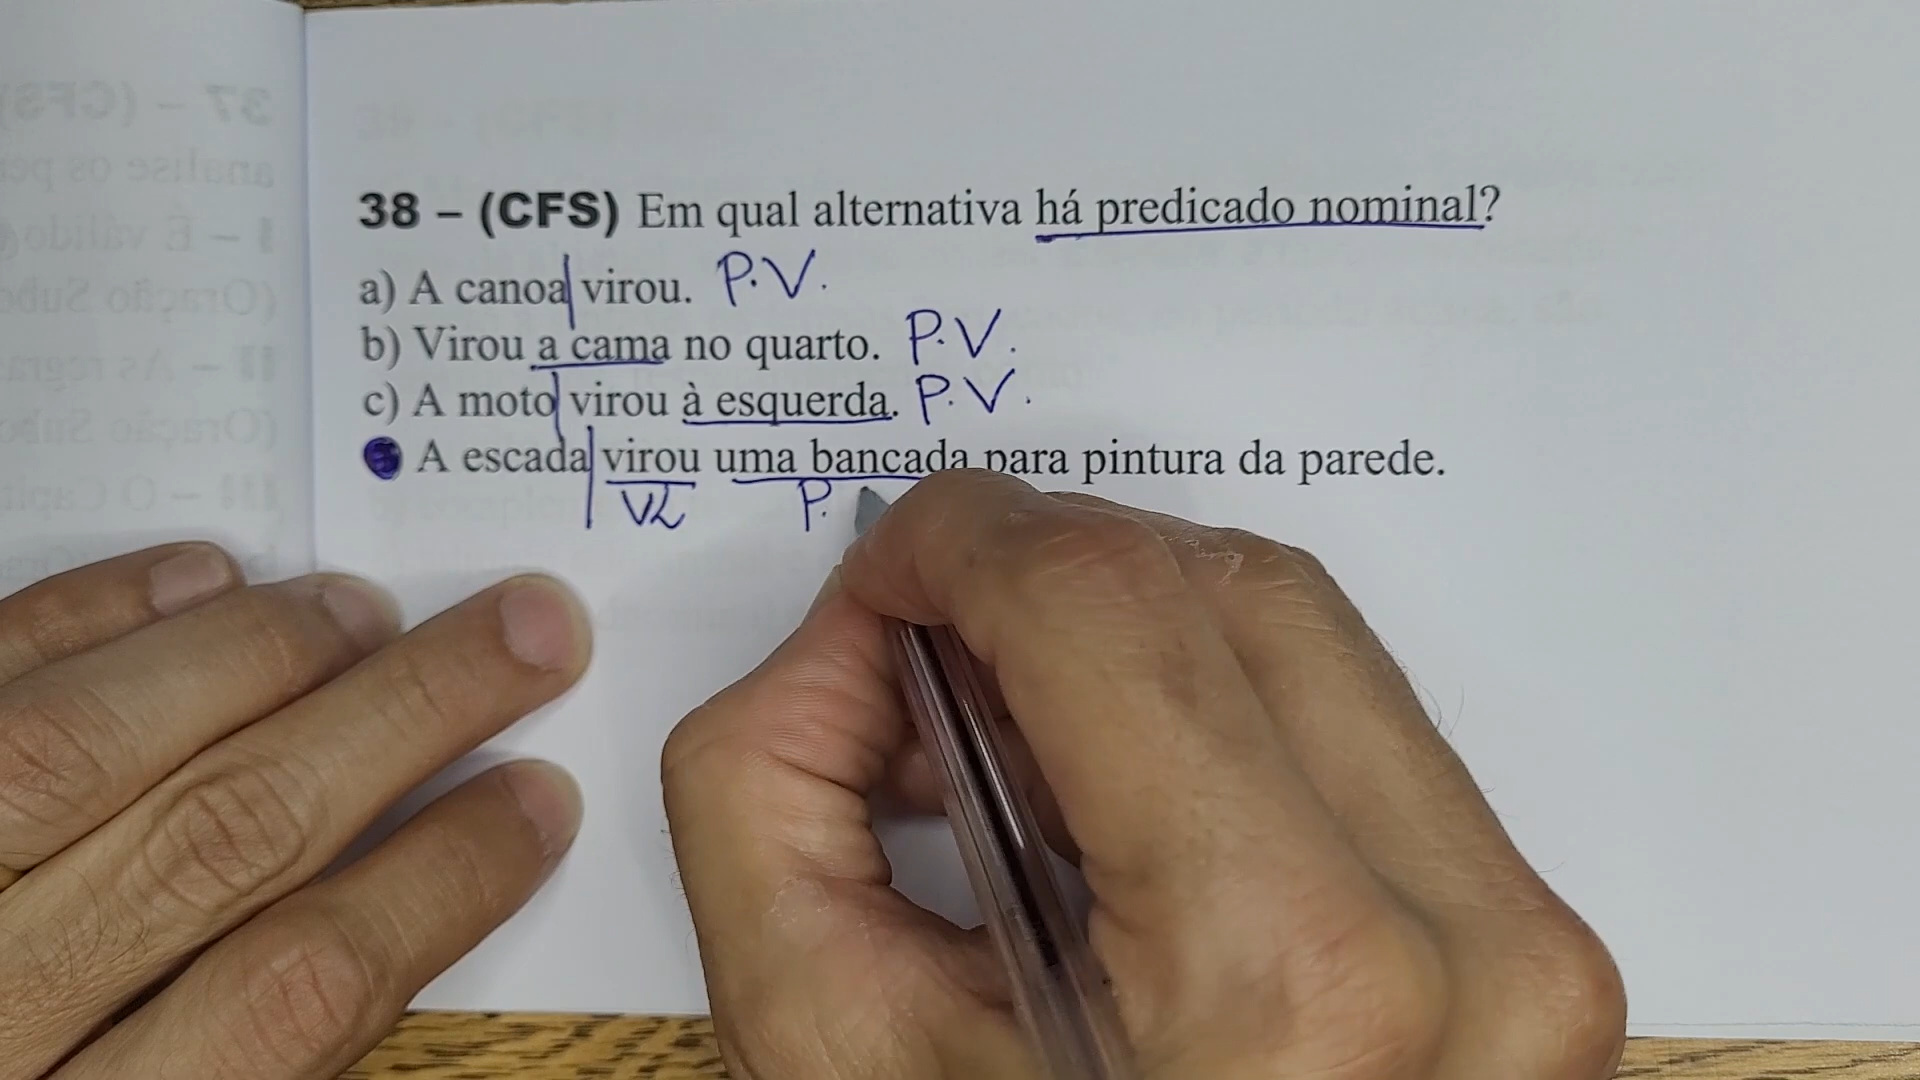 38 – (CFS) Em qual alternativa há predicado nominal?
a) A canoa virou. P.V.
b) Virou a cama no quarto. P.V.
c) A moto virou à esquerda. P.V.
A escada virou uma bancada para pintura da parede.
VL P.